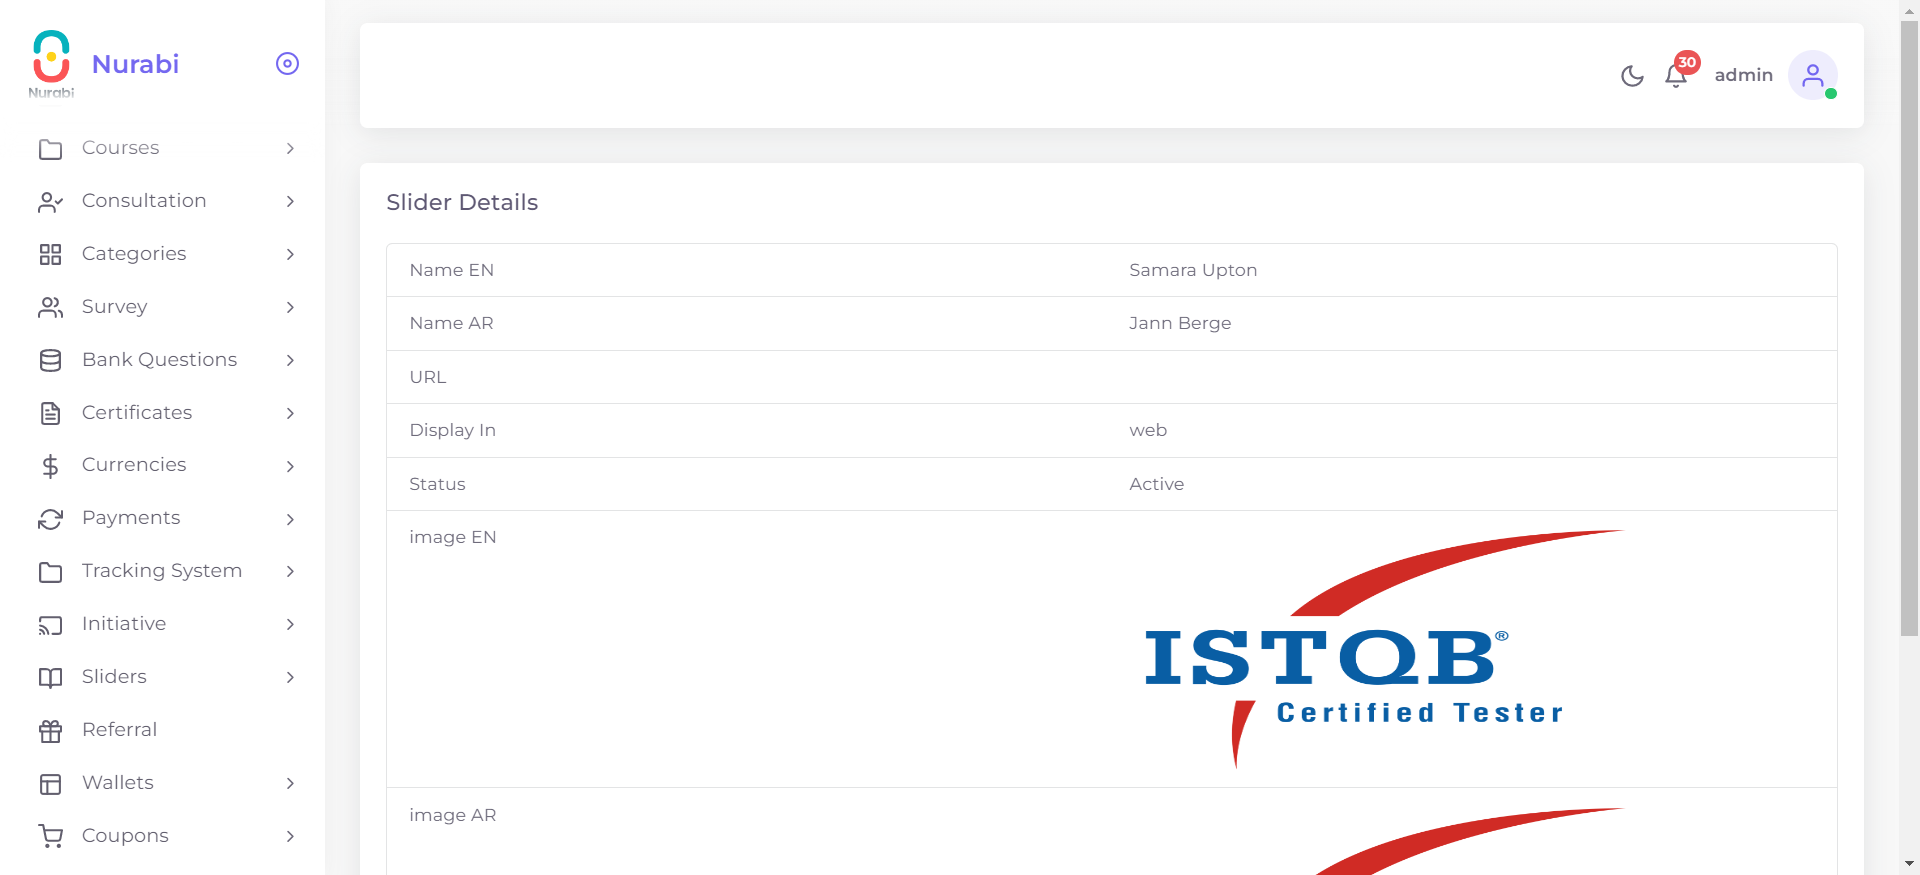 Nurabi
Nurabi
30
admin
Courses
Consultation
Categories
Survey
Bank Questions
Certificates
Currencies
Payments
Tracking System
Initiative
Sliders
Referral
Wallets
Coupons
Slider Details
Name EN Samara Upton
Name AR Jann Berge
URL
Display In web
Status Active
image EN
ISTQB®
Certified Tester
image AR